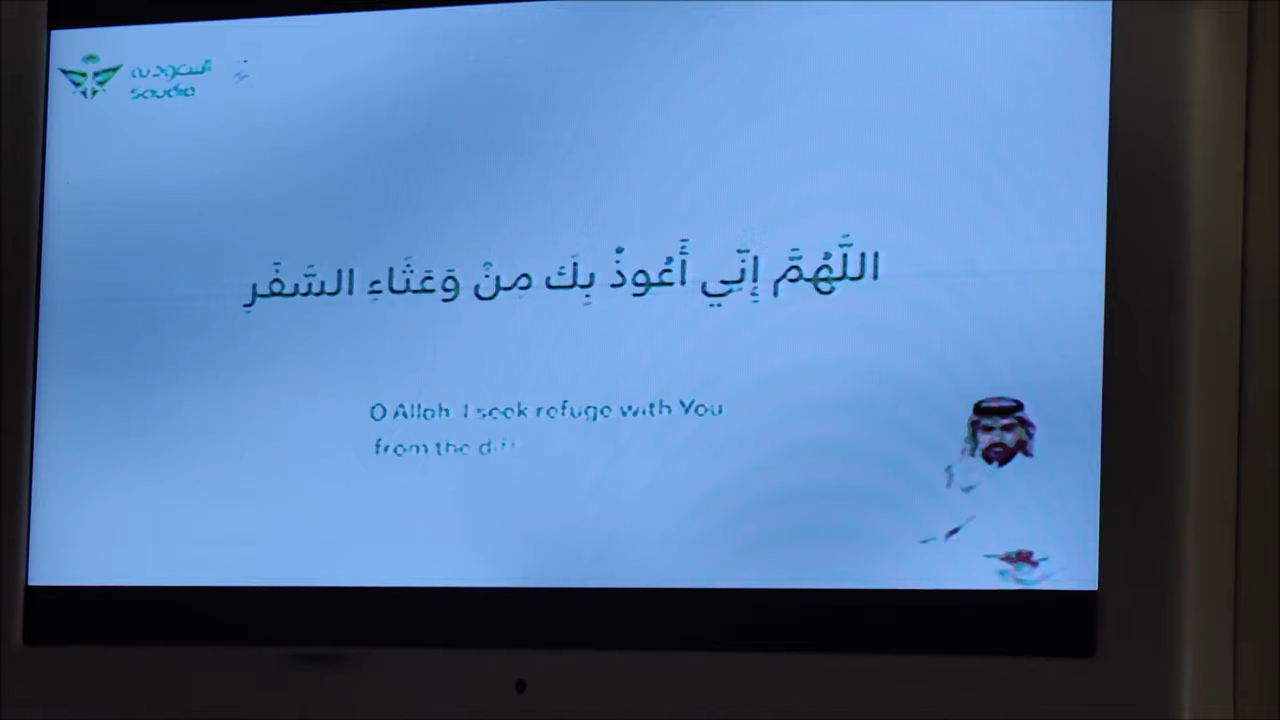 السعودية
saudia
اللَّهُمَّ إِنِّي أَعُوذُ بِكَ مِنْ وَعَثَاءِ السَّفَرِ
O Allah I seek refuge with You
from the